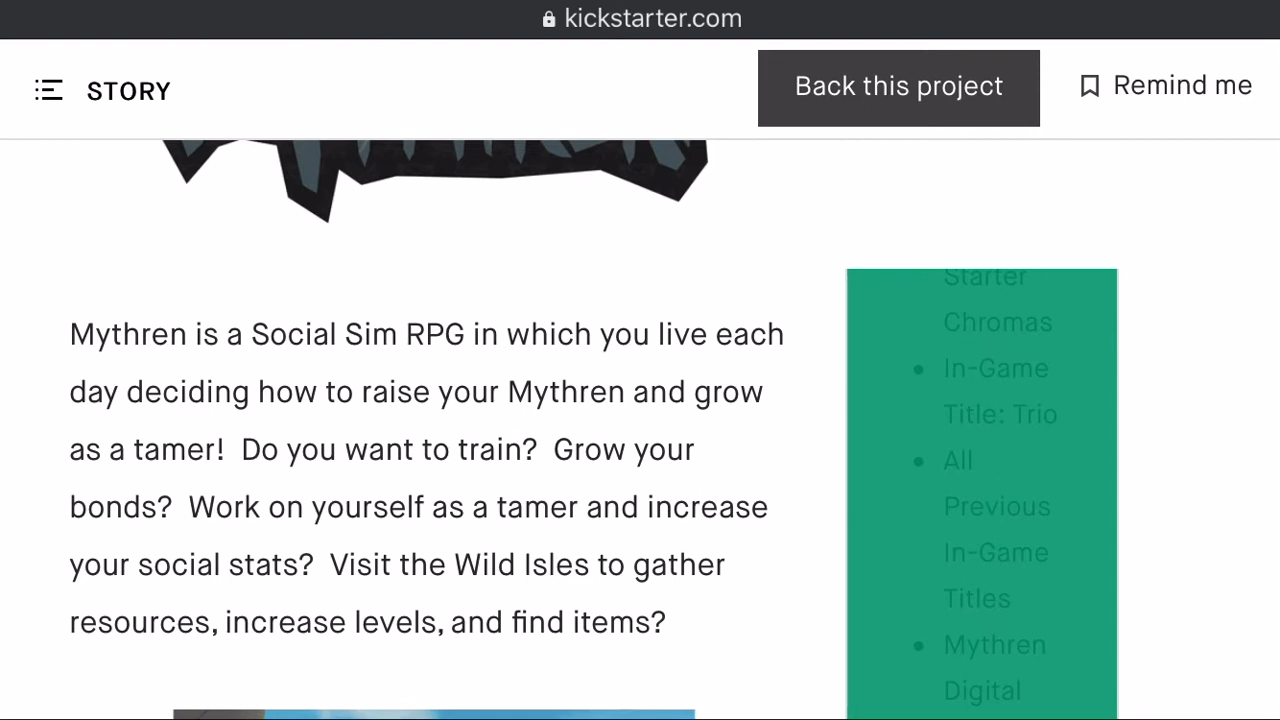 kickstarter.com
STORY
Back this project
Remind me
Mythren is a Social Sim RPG in which you live each
day deciding how to raise your Mythren and grow
as a tamer!  Do you want to train?  Grow your
bonds?  Work on yourself as a tamer and increase
your social stats?  Visit the Wild Isles to gather
resources, increase levels, and find items?
Starter
Chromas
• In-Game
Title: Trio
• All
Previous
In-Game
Titles
• Mythren
Digital